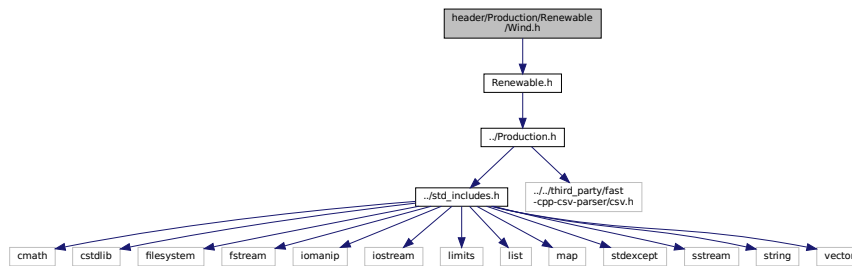 header/Production/Renewable
/Wind.h
Renewable.h
../Production.h
../std_includes.h
../../third_party/fast
-cpp-csv-parser/csv.h
cmath
cstdlib
filesystem
fstream
iomanip
iostream
limits
list
map
stdexcept
sstream
string
vector